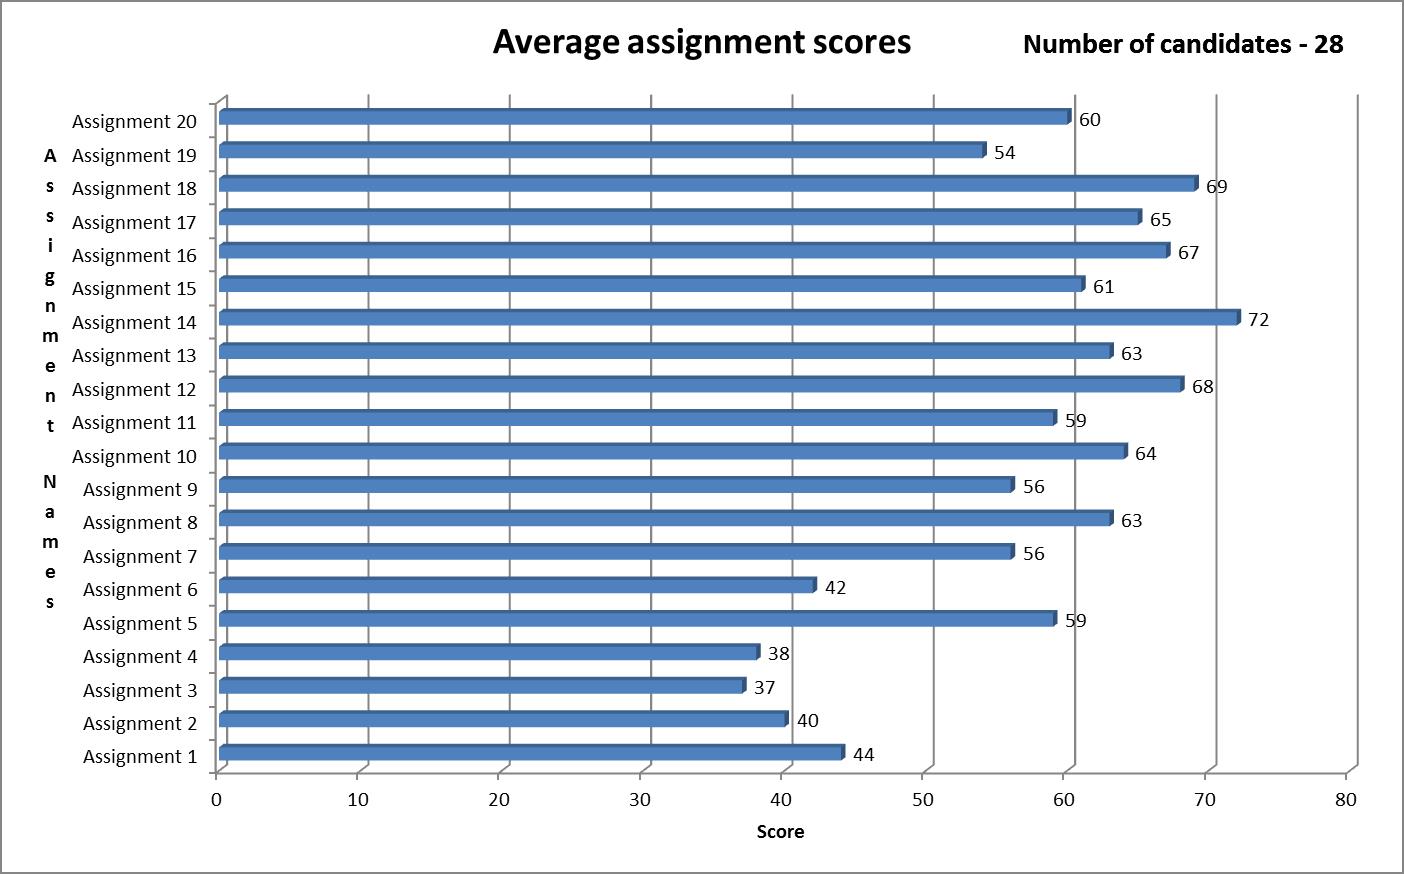 Average assignment scores
Number of candidates - 28
Assignment Names
Assignment 20 60
Assignment 19 54
Assignment 18 69
Assignment 17 65
Assignment 16 67
Assignment 15 61
Assignment 14 72
Assignment 13 63
Assignment 12 68
Assignment 11 59
Assignment 10 64
Assignment 9 56
Assignment 8 63
Assignment 7 56
Assignment 6 42
Assignment 5 59
Assignment 4 38
Assignment 3 37
Assignment 2 40
Assignment 1 44
0 10 20 30 40 50 60 70 80
Score